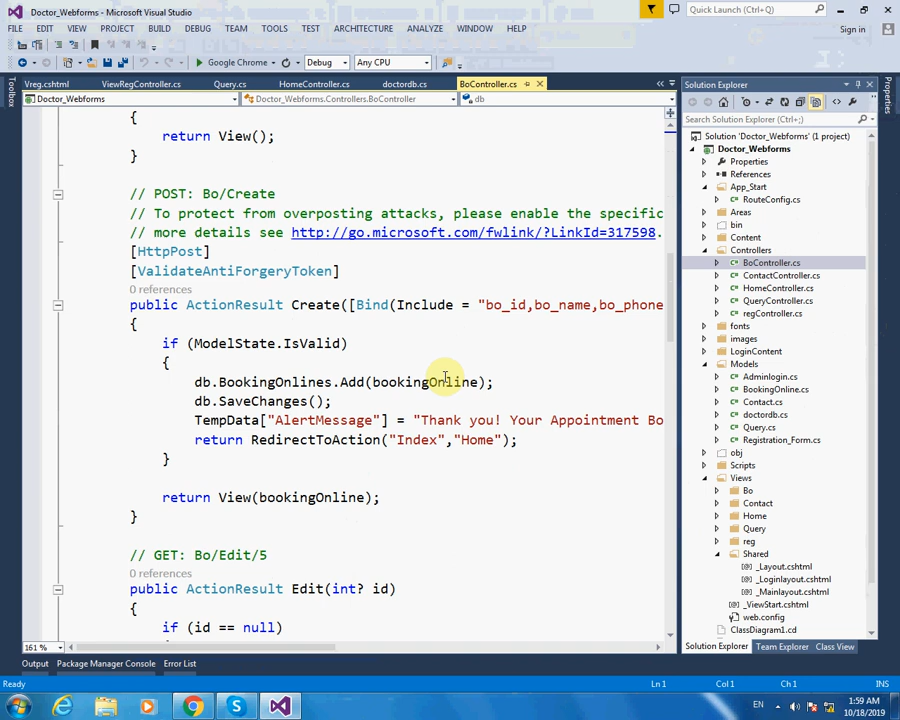 Doctor_Webforms - Microsoft Visual Studio
Quick Launch (Ctrl+Q)
FILE EDIT VIEW PROJECT BUILD DEBUG TEAM TOOLS TEST ARCHITECTURE ANALYZE WINDOW HELP
Sign in
Google Chrome
Debug
Any CPU
Toolbox
Vreg.cshtml
ViewRegController.cs
Query.cs
HomeController.cs
doctordb.cs
BoController.cs
Doctor_Webforms
Doctor_Webforms.Controllers.BoController
db
{
return View();
}
// POST: Bo/Create
// To protect from overposting attacks, please enable the specific
// more details see http://go.microsoft.com/fwlink/?LinkId=317598.
[HttpPost]
[ValidateAntiForgeryToken]
0 references
public ActionResult Create([Bind(Include = "bo_id,bo_name,bo_phone
{
if (ModelState.IsValid)
{
db.BookingOnlines.Add(bookingOnline);
db.SaveChanges();
TempData["AlertMessage"] = "Thank you! Your Appointment Bo
return RedirectToAction("Index","Home");
}
return View(bookingOnline);
}
// GET: Bo/Edit/5
0 references
public ActionResult Edit(int? id)
{
if (id == null)
161 %
Solution Explorer
Search Solution Explorer (Ctrl+;)
Solution 'Doctor_Webforms' (1 project)
Doctor_Webforms
Properties
References
App_Start
RouteConfig.cs
Areas
bin
Content
Controllers
BoController.cs
ContactController.cs
HomeController.cs
QueryController.cs
regController.cs
fonts
images
LoginContent
Models
Adminlogin.cs
BookingOnline.cs
Contact.cs
doctordb.cs
Query.cs
Registration_Form.cs
obj
Scripts
Views
Bo
Contact
Home
Query
reg
Shared
_Layout.cshtml
_Loginlayout.cshtml
_Mainlayout.cshtml
_ViewStart.cshtml
web.config
ClassDiagram1.cd
Solution Explorer Team Explorer Class View
Properties
Output Package Manager Console Error List
Ready
Ln 1 Col 1 Ch 1 INS
EN
1:59 AM
10/18/2019